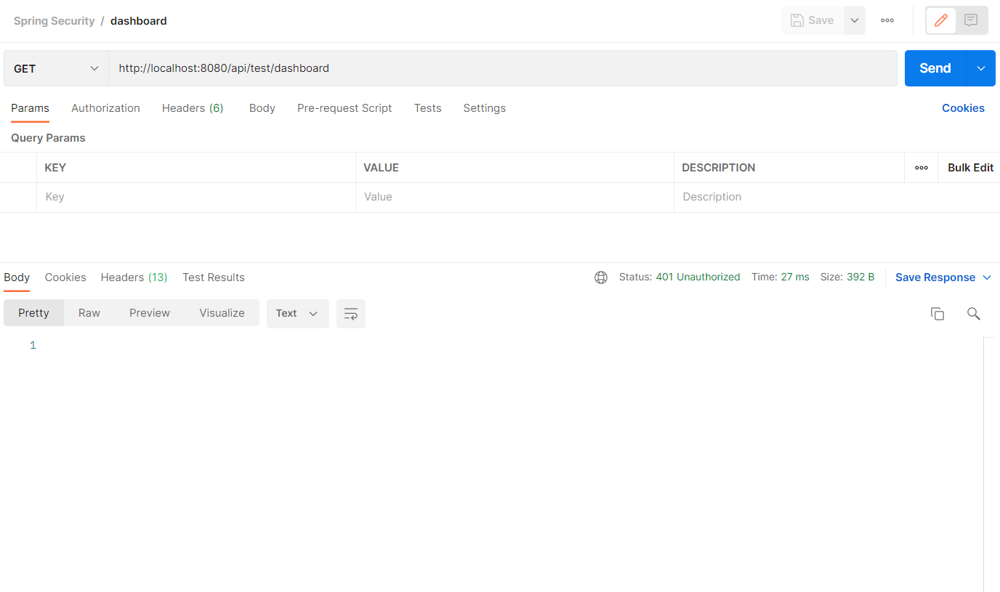 Spring Security / dashboard Save
GET http://localhost:8080/api/test/dashboard Send
Params Authorization Headers (6) Body Pre-request Script Tests Settings Cookies
Query Params
KEY VALUE DESCRIPTION Bulk Edit
Key Value Description
Body Cookies Headers (13) Test Results Status: 401 Unauthorized Time: 27 ms Size: 392 B Save Response
Pretty Raw Preview Visualize Text
1